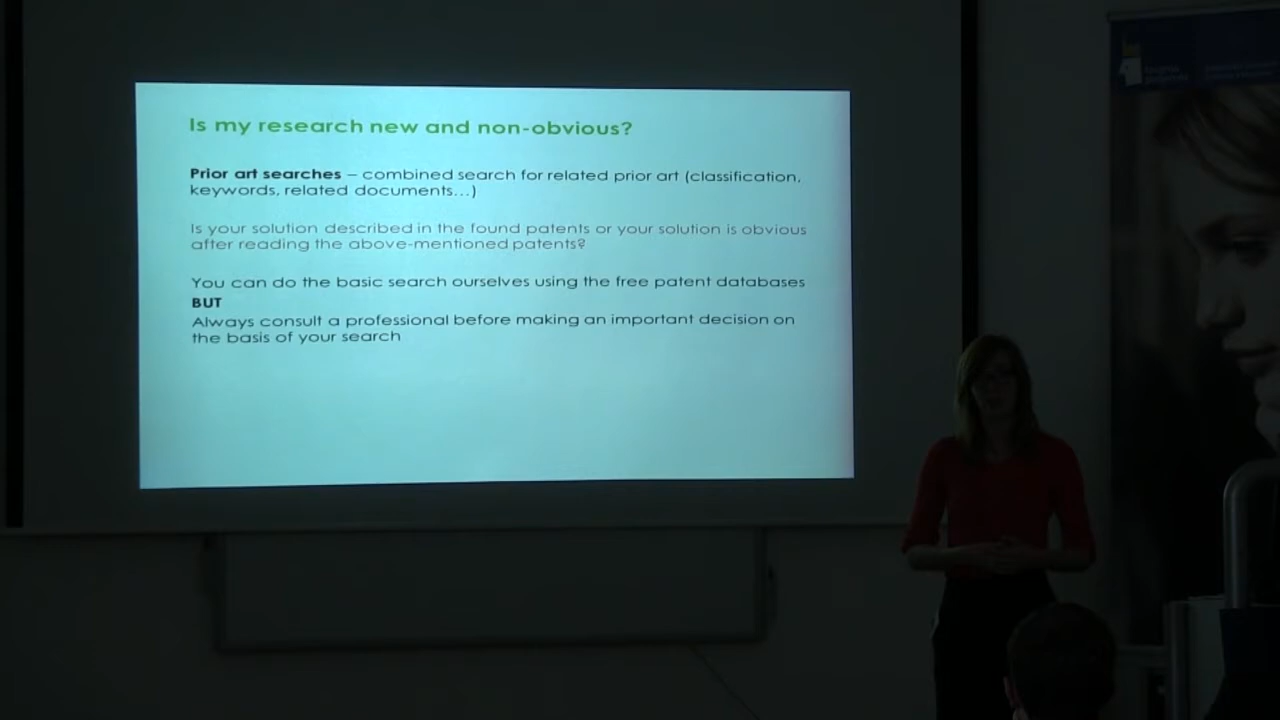 Is my research new and non-obvious?
Prior art searches – combined search for related prior art (classification,
keywords, related documents...)
Is your solution described in the found patents or your solution is obvious
after reading the above-mentioned patents?
You can do the basic search ourselves using the free patent databases
BUT
Always consult a professional before making an important decision on
the basis of your search